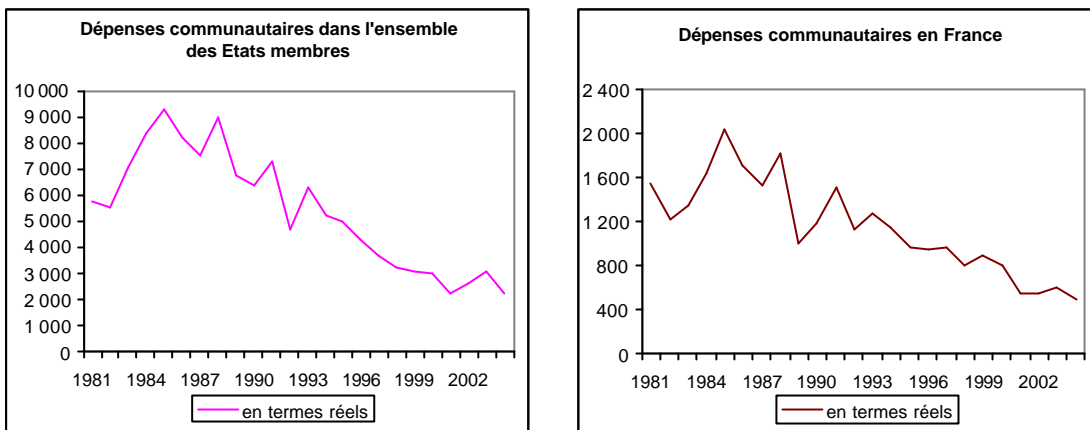 Dépenses communautaires dans l'ensemble
des Etats membres
10 000
9 000
8 000
7 000
6 000
5 000
4 000
3 000
2 000
1 000
0
1981 1984 1987 1990 1993 1996 1999 2002
en termes réels
Dépenses communautaires en France
2 400
2 000
1 600
1 200
800
400
0
1981 1984 1987 1990 1993 1996 1999 2002
en termes réels